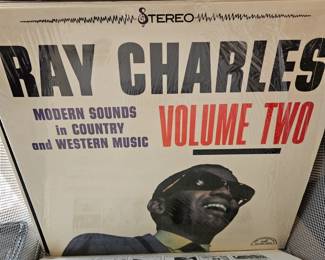 STEREO
RAY CHARLES
MODERN SOUNDS
in COUNTRY
and WESTERN MUSIC
VOLUME TWO